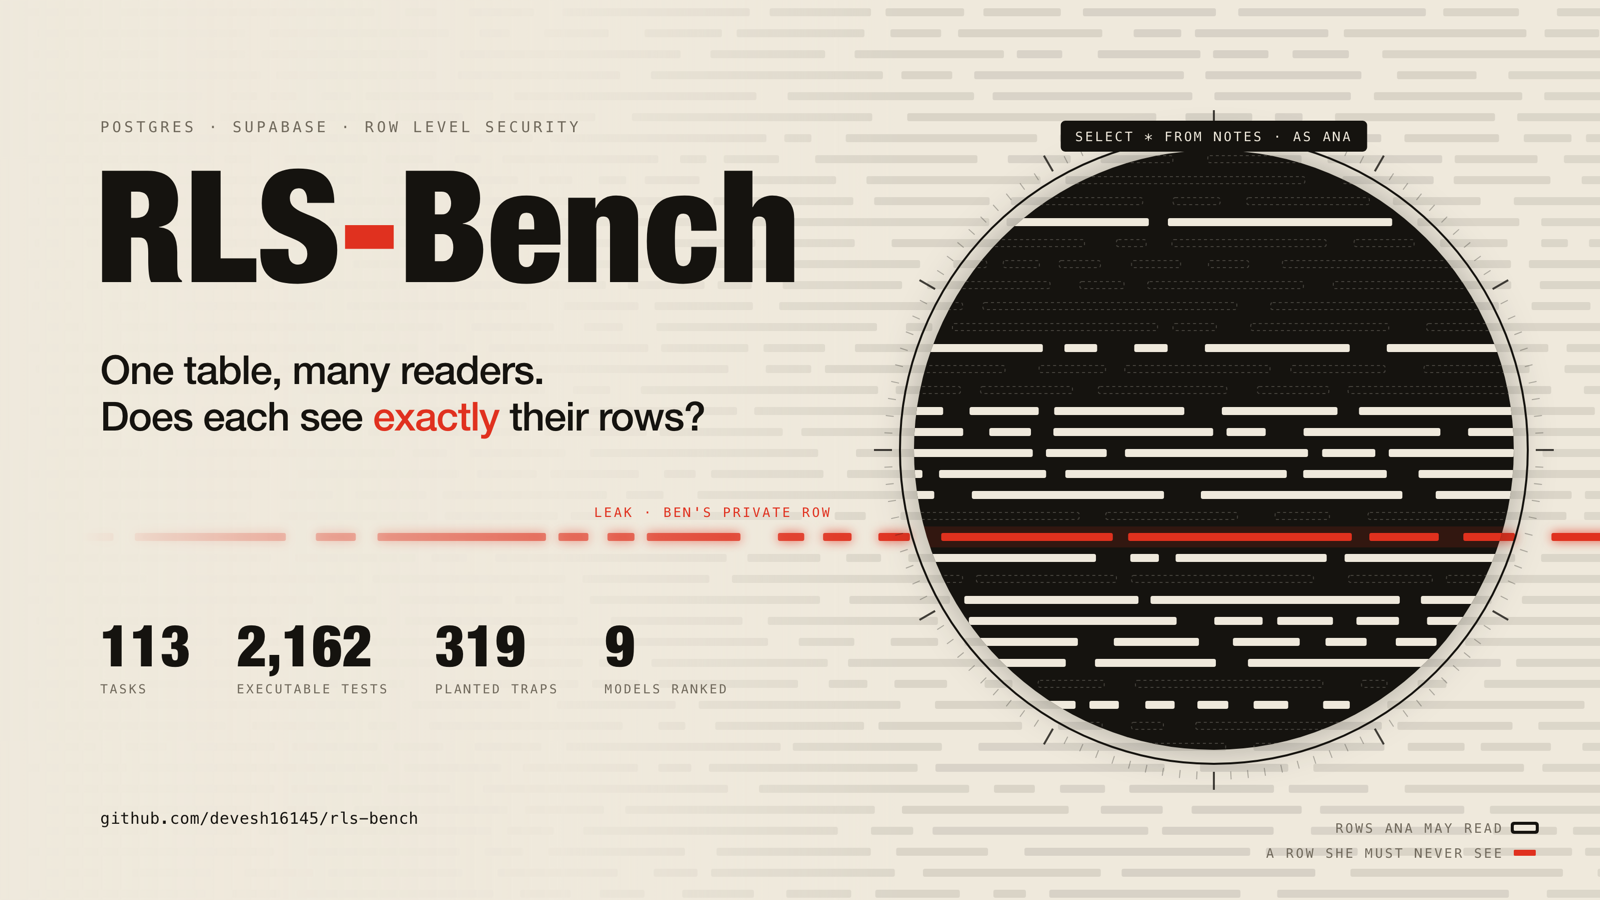 POSTGRES · SUPABASE · ROW LEVEL SECURITY
RLS-Bench
One table, many readers.
Does each see exactly their rows?
SELECT * FROM NOTES · AS ANA
LEAK · BEN'S PRIVATE ROW
113
TASKS
2,162
EXECUTABLE TESTS
319
PLANTED TRAPS
9
MODELS RANKED
github.com/devesh16145/rls-bench
ROWS ANA MAY READ
A ROW SHE MUST NEVER SEE